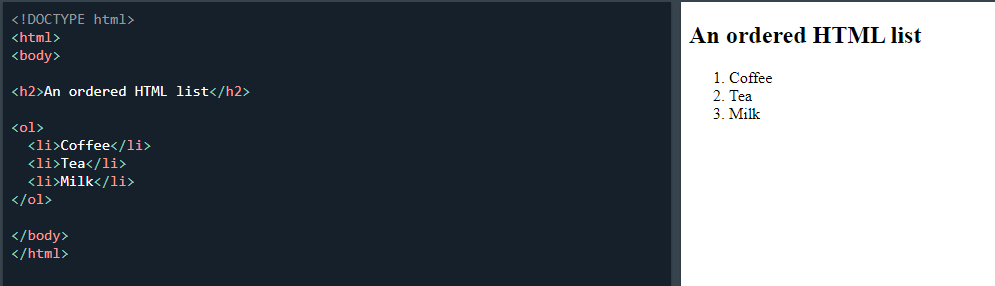 <!DOCTYPE html>
<html>
<body>
<h2>An ordered HTML list</h2>
<ol>
<li>Coffee</li>
<li>Tea</li>
<li>Milk</li>
</ol>
</body>
</html>
An ordered HTML list
1. Coffee
2. Tea
3. Milk